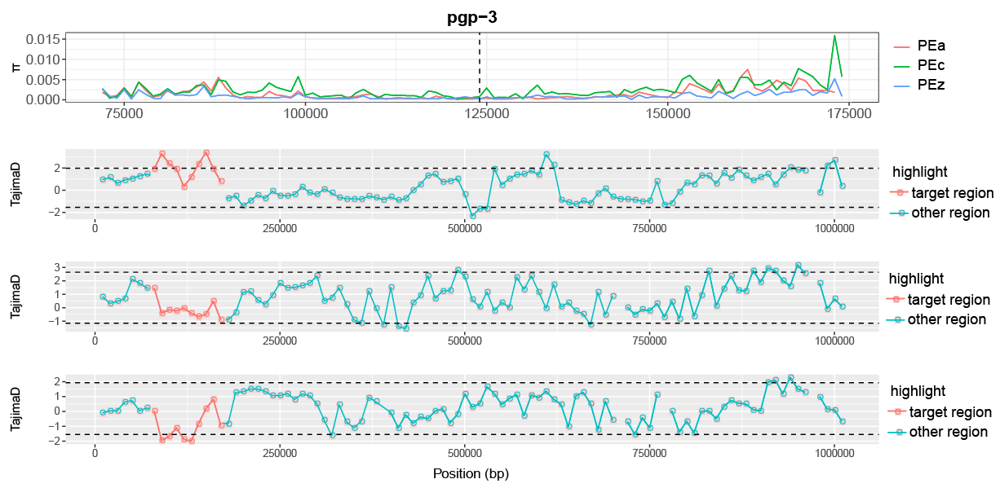 pgp−3
0.015
0.010
0.005
0.000
π
75000 100000 125000 150000 175000
PEa
PEc
PEz
TajimaD
2
0
−2
0 250000 500000 750000 1000000
highlight
target region
other region
TajimaD
3
2
1
0
−1
0 250000 500000 750000 1000000
highlight
target region
other region
TajimaD
2
1
0
−1
−2
0 250000 500000 750000 1000000
highlight
target region
other region
Position (bp)